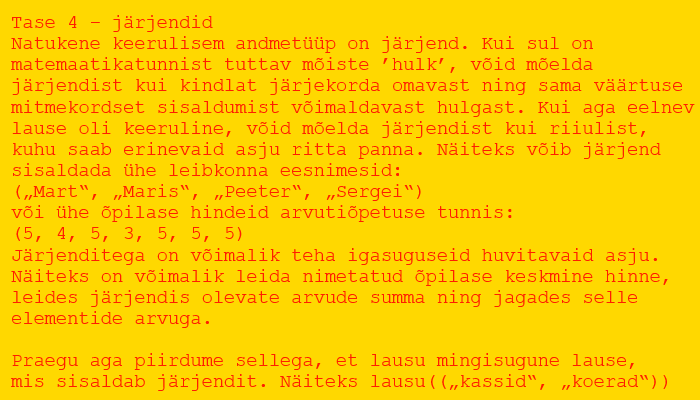 Tase 4 – järjendid
Natukene keerulisem andmetüüp on järjend. Kui sul on
matemaatikatunnist tuttav mõiste ’hulk’, võid mõelda
järjendist kui kindlat järjekorda omavast ning sama väärtuse
mitmekordset sisaldumist võimaldavast hulgast. Kui aga eelnev
lause oli keeruline, võid mõelda järjendist kui riiulist,
kuhu saab erinevaid asju ritta panna. Näiteks võib järjend
sisaldada ühe leibkonna eesnimesid:
(„Mart“, „Maris“, „Peeter“, „Sergei“)
või ühe õpilase hindeid arvutiõpetuse tunnis:
(5, 4, 5, 3, 5, 5, 5)
Järjenditega on võimalik teha igasuguseid huvitavaid asju.
Näiteks on võimalik leida nimetatud õpilase keskmine hinne,
leides järjendis olevate arvude summa ning jagades selle
elementide arvuga.
Praegu aga piirdume sellega, et lausu mingisugune lause,
mis sisaldab järjendit. Näiteks lausu((„kassid“, „koerad“))